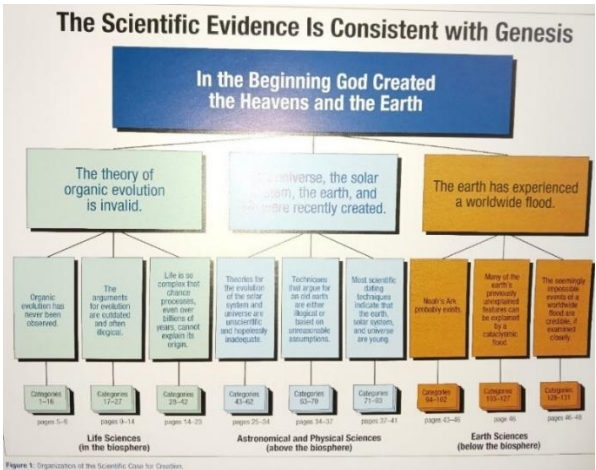 The Scientific Evidence Is Consistent with Genesis
In the Beginning God Created
the Heavens and the Earth
The theory of
organic evolution
is invalid.
universe, the solar
the earth, and
were recently created.
The earth has experienced
a worldwide flood.
Organic
evolution has
never been
observed.
The
arguments for
evolution are
outdated and
often
illogical.
Life is so
complex that
chance
processes,
even over
billions of
years, cannot
explain its
origin.
Theories for
the evolution
of the solar
system and
universe are
unscientific
and hopelessly
inadequate.
Techniques
that argue for
an old earth
are either
illogical or
based on
unreasonable
assumptions.
Most scientific
dating
techniques
indicate that
the earth,
solar system,
and universe
are young.
Noah's Ark
probably exists.
Many of the
earth's
previously
unexplained
features can
be explained
by a
cataclysmic
flood.
The seemingly
impossible
events of a
worldwide
flood are
credible, if
examined
closely.
Categories
1–16
Categories
17–27
Categories
28–42
Categories
43–62
Categories
Categories
Categories
Categories
Categories
pages 5–9
pages 9–14
pages 14–23
pages 25–34
pages 34–37
pages 37–41
pages 43–46
pages 46
pages 46–48
Life Sciences
(in the biosphere)
Astronomical and Physical Sciences
(above the biosphere)
Earth Sciences
(below the biosphere)
Figure 1: Organization of the Scientific Case for Creation.